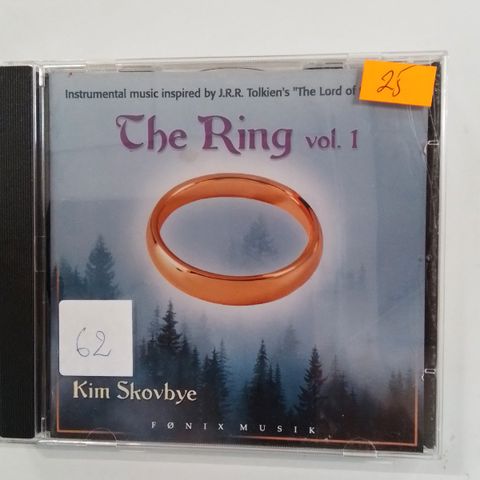 Instrumental music inspired by J.R.R. Tolkien's "The Lord of
25
The Ring vol. 1
62
Kim Skovbye
FØNIX MUSIK